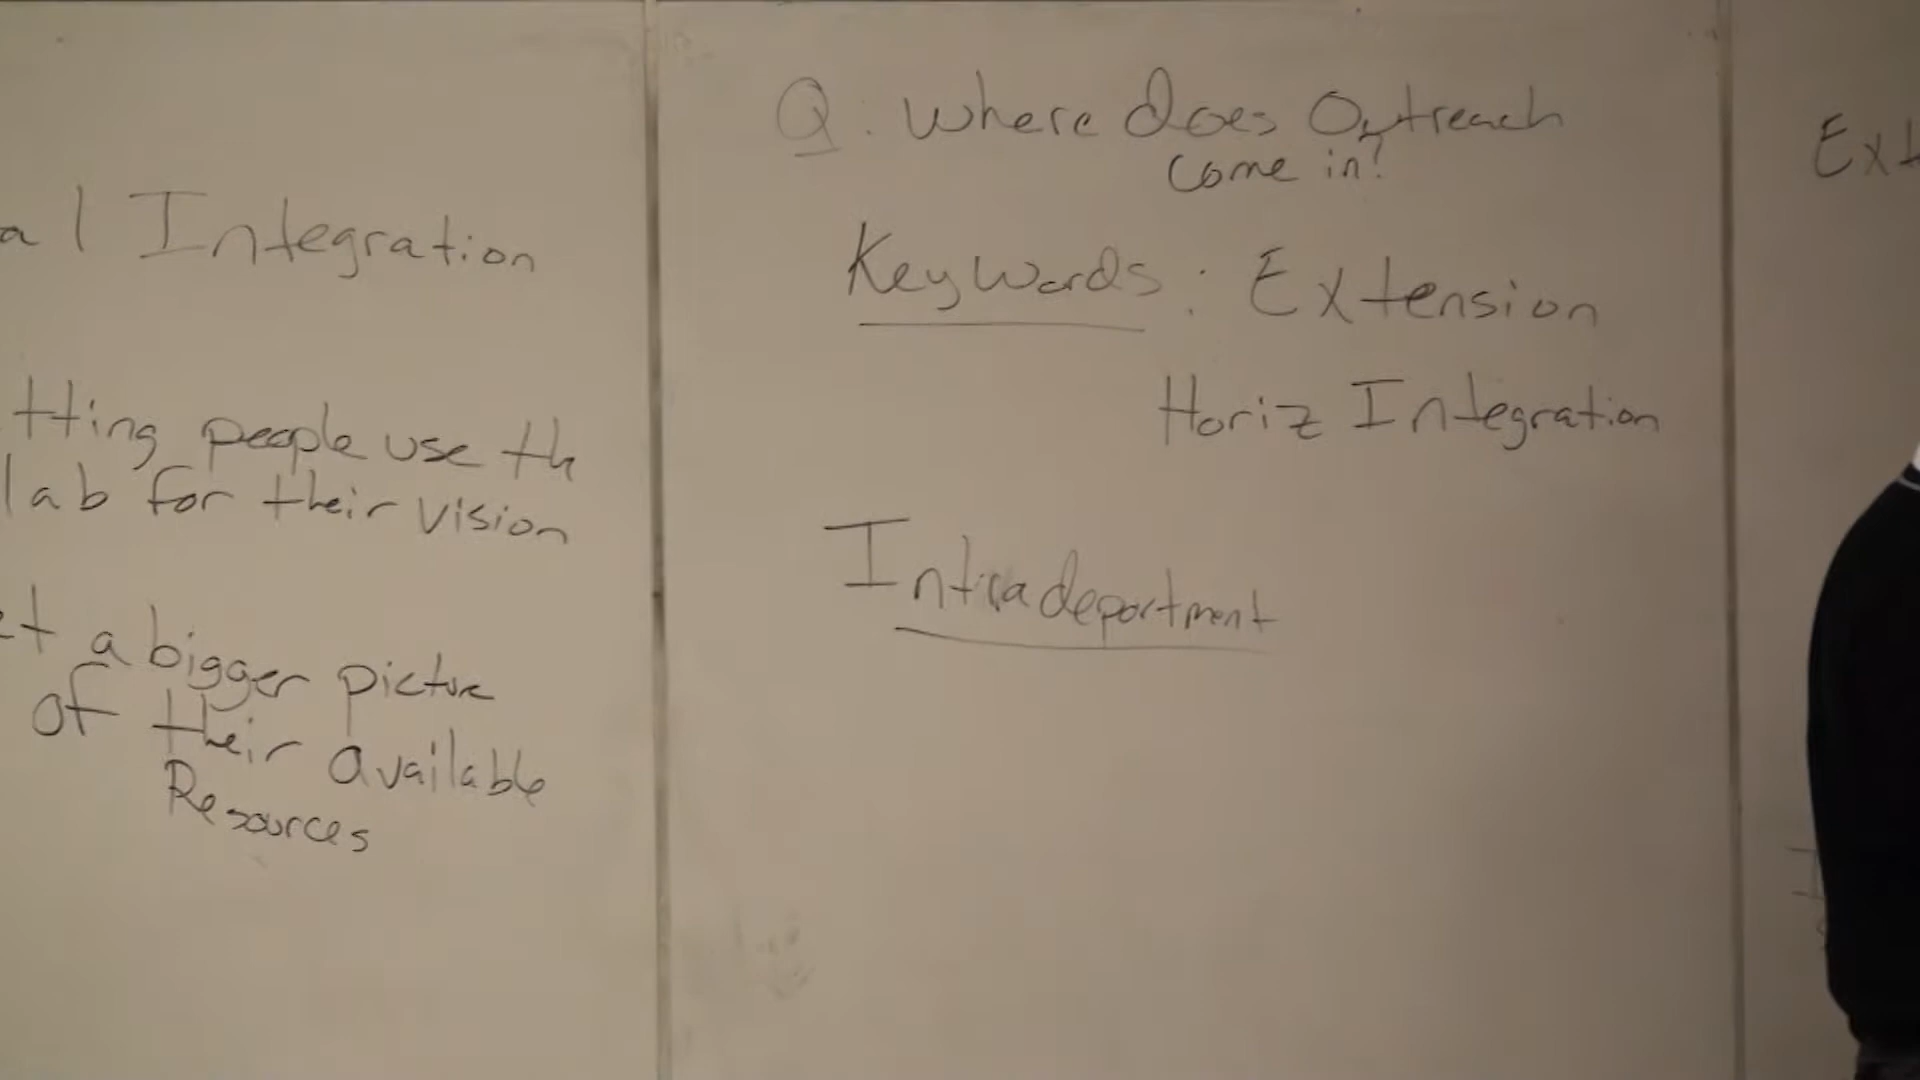 al Integration
tting people use th
lab for their vision
et a bigger picture
of their available
Resources
Q. Where does Outreach
come in?
Keywords: Extension
Horiz Integration
Intradepartment
Ext